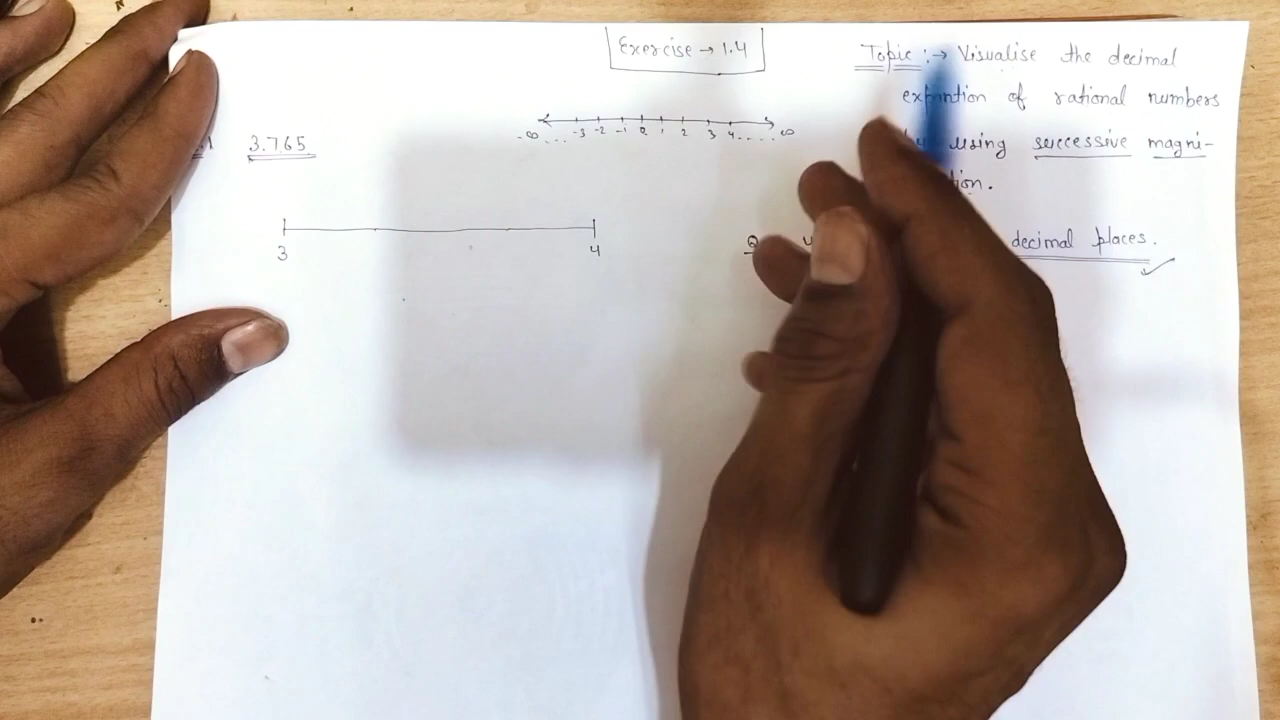 Exercise → 1.4
Topic :→ Visualise the decimal
of rational numbers
using successive magni-
tion.
3.765
-∞ ... -3 -2 -1 0 1 2 3 4 ..... ∞
3 4
decimal places.